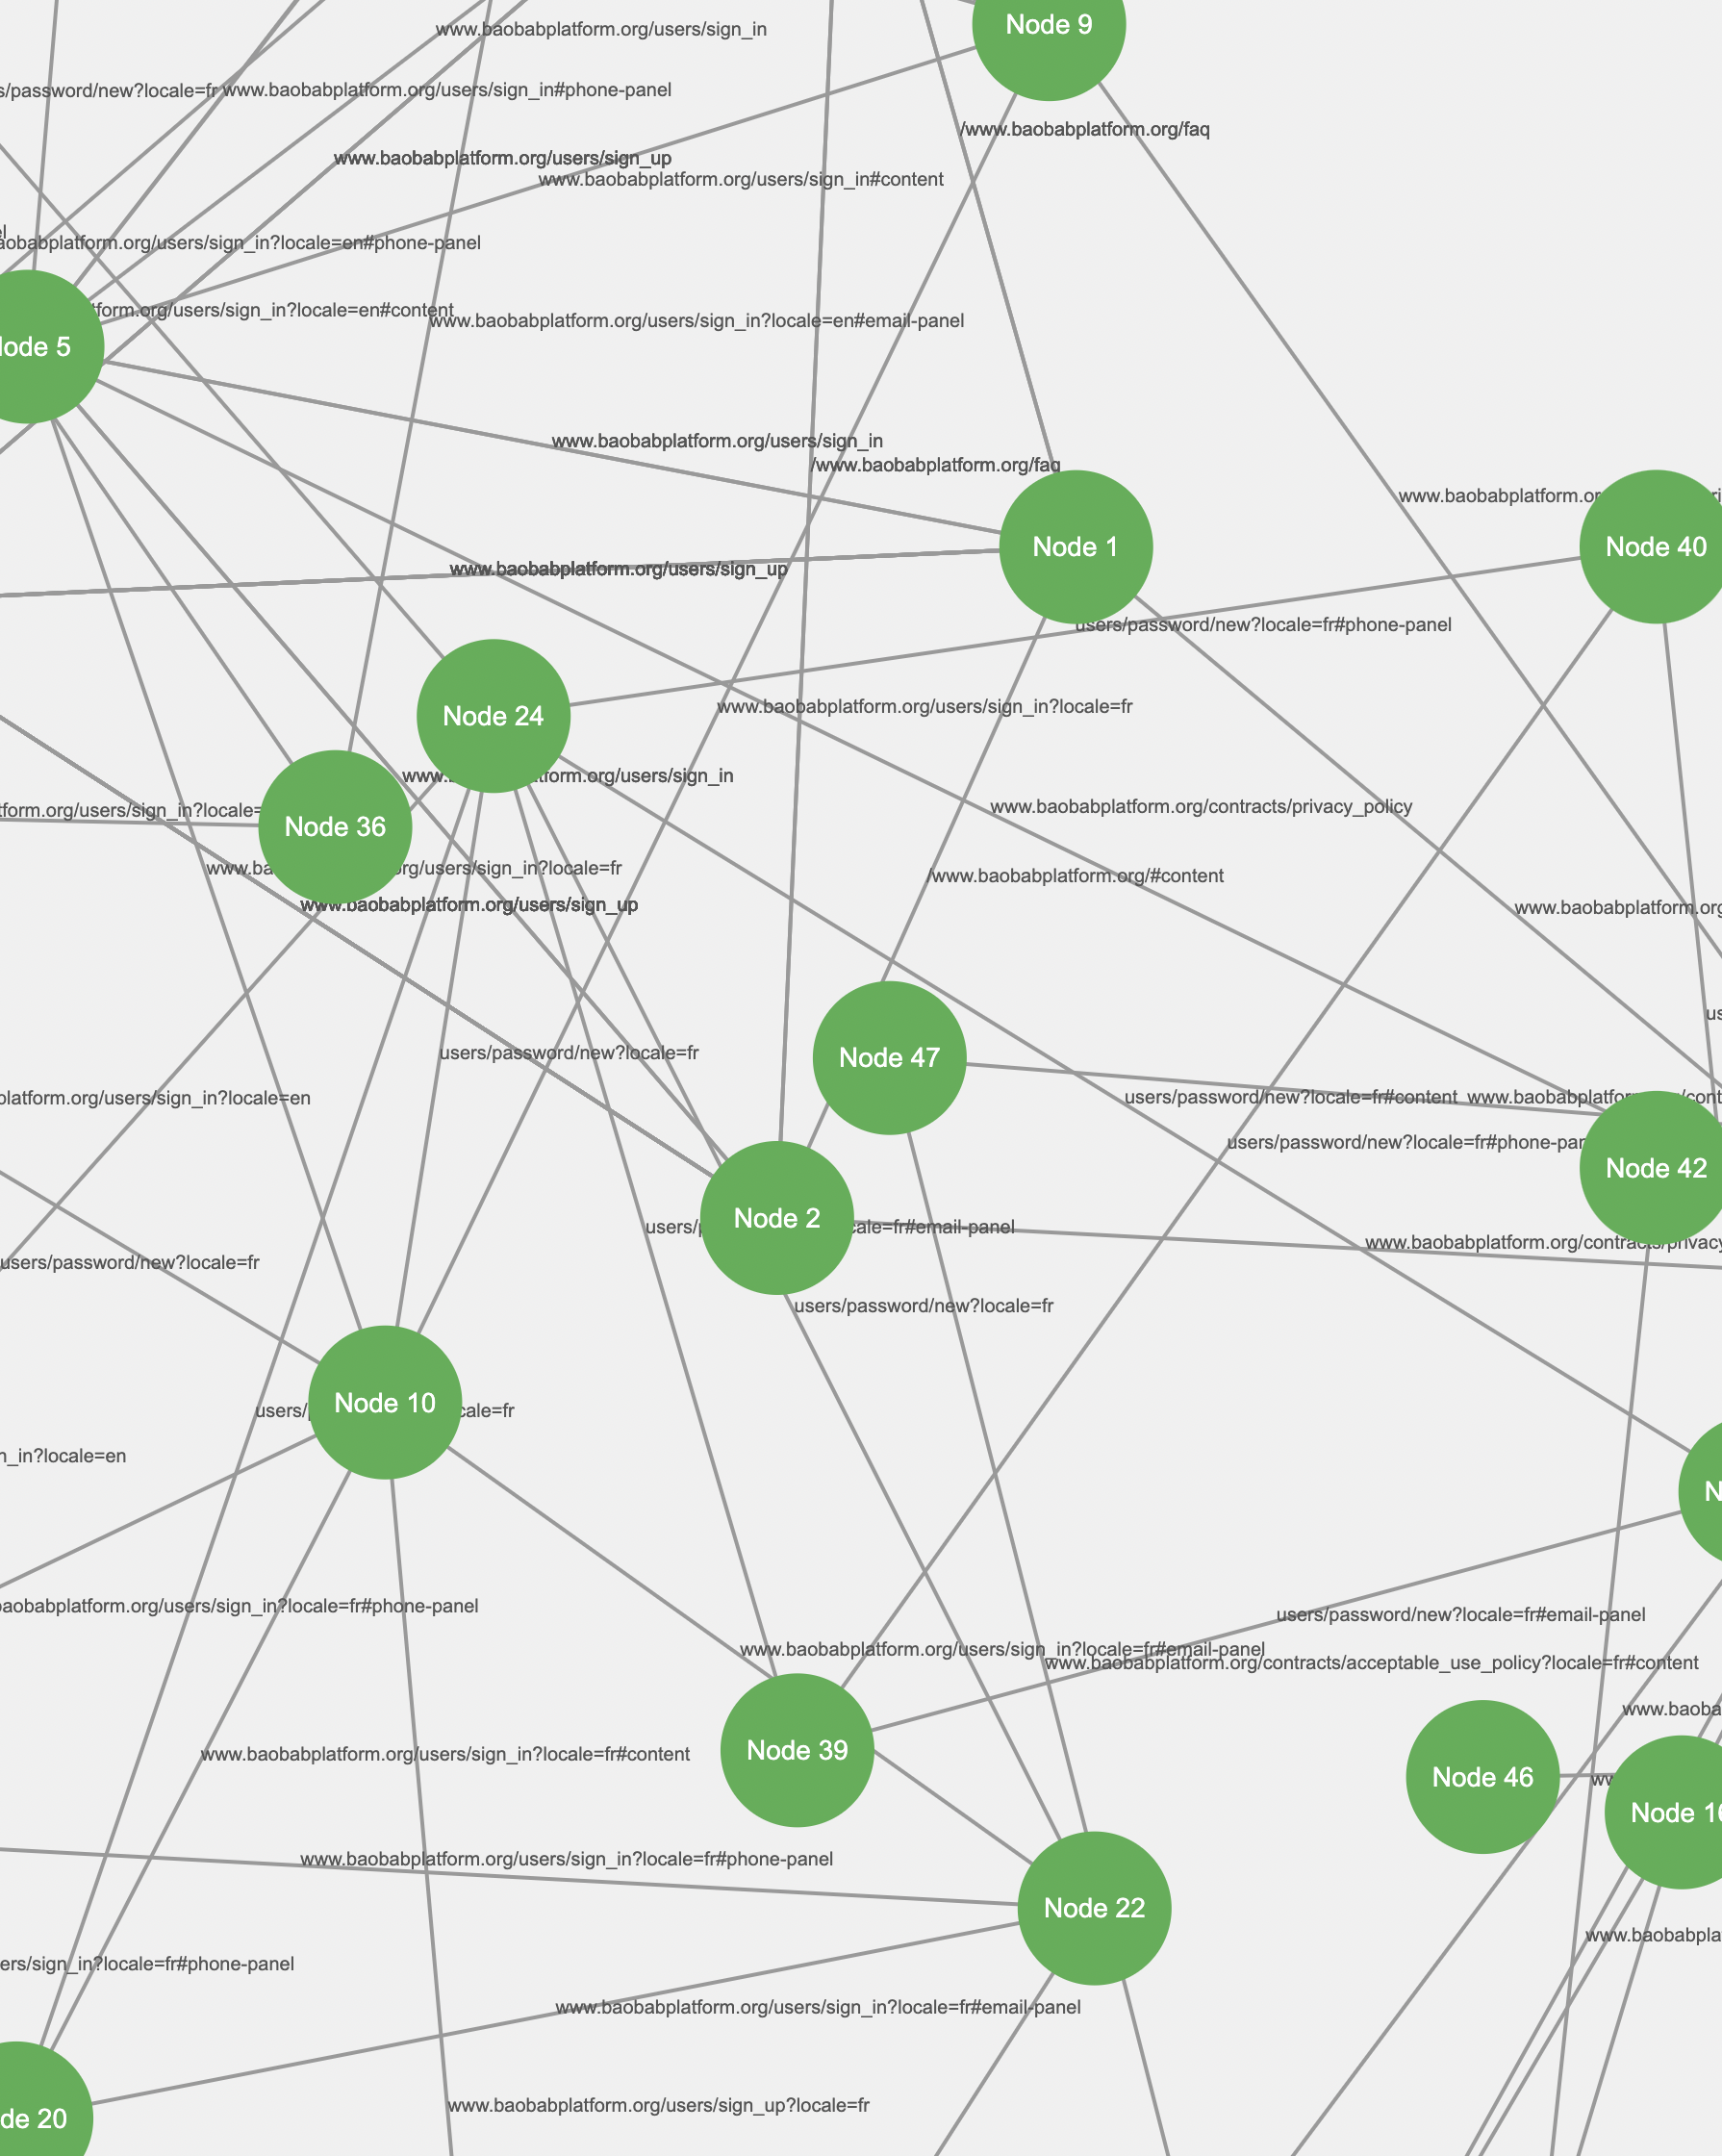 Node 9
www.baobabplatform.org/users/sign_in
s/password/new?locale=fr
www.baobabplatform.org/users/sign_in#phone-panel
/www.baobabplatform.org/faq
www.baobabplatform.org/users/sign_up
www.baobabplatform.org/users/sign_in#content
el
aobabplatform.org/users/sign_in?locale=en#phone-panel
tform.org/users/sign_in?locale=en#content
www.baobabplatform.org/users/sign_in?locale=en#email-panel
ode 5
www.baobabplatform.org/users/sign_in
/www.baobabplatform.org/faq
www.baobabplatform.or
ri
Node 1
Node 40
www.baobabplatform.org/users/sign_up
users/password/new?locale=fr#phone-panel
www.baobabplatform.org/users/sign_in?locale=fr
Node 24
www.
tform.org/users/sign_in
www.baobabplatform.org/contracts/privacy_policy
tform.org/users/sign_in?locale=
Node 36
www.ba
org/users/sign_in?locale=fr
/www.baobabplatform.org/#content
www.baobabplatform.org/users/sign_up
www.baobabplatform.org
us
users/password/new?locale=fr
Node 47
platform.org/users/sign_in?locale=en
users/password/new?locale=fr#content
www.baobabplatfor
/cont
users/password/new?locale=fr#phone-pan
Node 42
Node 2
users/p
cale=fr#email-panel
www.baobabplatform.org/contracts/privacy
users/password/new?locale=fr
users/password/new?locale=fr
Node 10
users/
cale=fr
n_in?locale=en
N
baobabplatform.org/users/sign_in?locale=fr#phone-panel
users/password/new?locale=fr#email-panel
www.baobabplatform.org/users/sign_in?locale=fr#email-panel
www.baobabplatform.org/contracts/acceptable_use_policy?locale=fr#content
www.baoba
Node 39
www.baobabplatform.org/users/sign_in?locale=fr#content
Node 46
ww
Node 10
www.baobabplatform.org/users/sign_in?locale=fr#phone-panel
Node 22
www.baobabpla
ers/sign_in?locale=fr#phone-panel
www.baobabplatform.org/users/sign_in?locale=fr#email-panel
www.baobabplatform.org/users/sign_up?locale=fr
de 20